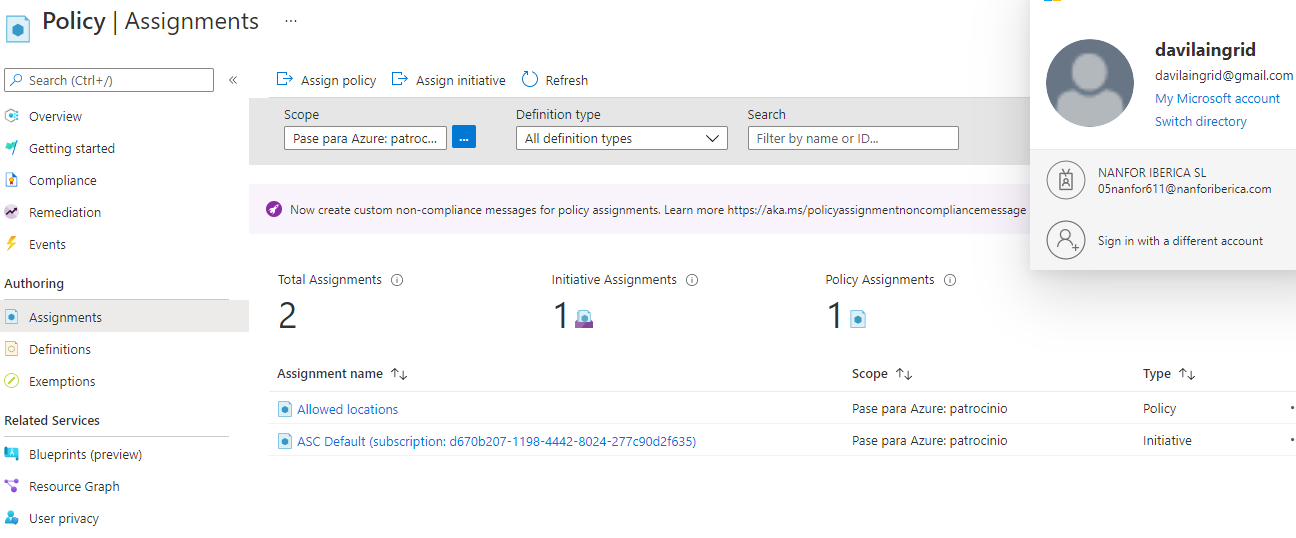 Policy | Assignments ...
Search (Ctrl+/) «
Overview
Getting started
Compliance
Remediation
Events
Authoring
Assignments
Definitions
Exemptions
Related Services
Blueprints (preview)
Resource Graph
User privacy
Assign policy Assign initiative Refresh
Scope Definition type Search
Pase para Azure: patroc... ... All definition types Filter by name or ID...
Now create custom non-compliance messages for policy assignments. Learn more https://aka.ms/policyassignmentnoncompliancemessage
Total Assignments Initiative Assignments Policy Assignments
2 1 1
Assignment name Scope Type
Allowed locations Pase para Azure: patrocinio Policy
ASC Default (subscription: d670b207-1198-4442-8024-277c90d2f635) Pase para Azure: patrocinio Initiative
davilaingrid
davilaingrid@gmail.com
My Microsoft account
Switch directory
NANFOR IBERICA SL
05nanfor611@nanforiberica.com
Sign in with a different account